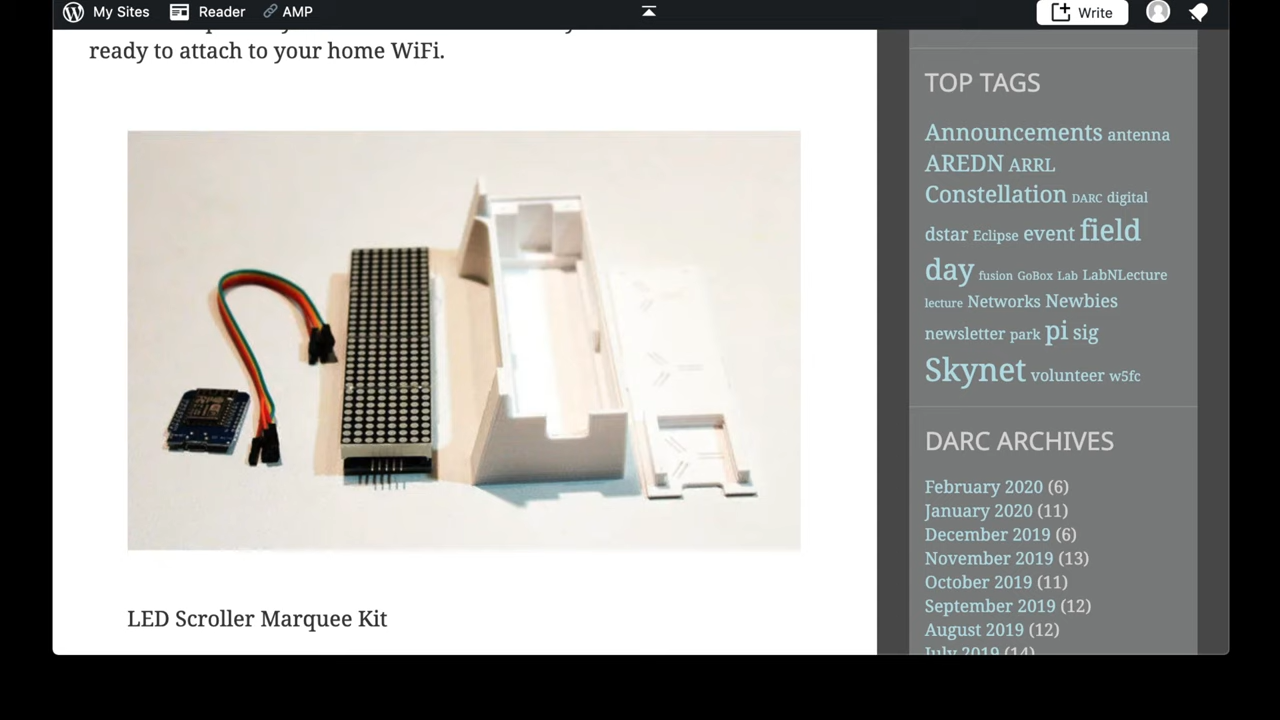 My Sites Reader AMP Write
ready to attach to your home WiFi.
LED Scroller Marquee Kit
TOP TAGS
Announcements antenna
AREDN ARRL
Constellation DARC digital
dstar Eclipse event field
day fusion GoBox Lab LabNLecture
lecture Networks Newbies
newsletter park pi sig
Skynet volunteer w5fc
DARC ARCHIVES
February 2020 (6)
January 2020 (11)
December 2019 (6)
November 2019 (13)
October 2019 (11)
September 2019 (12)
August 2019 (12)
July 2019 (14)